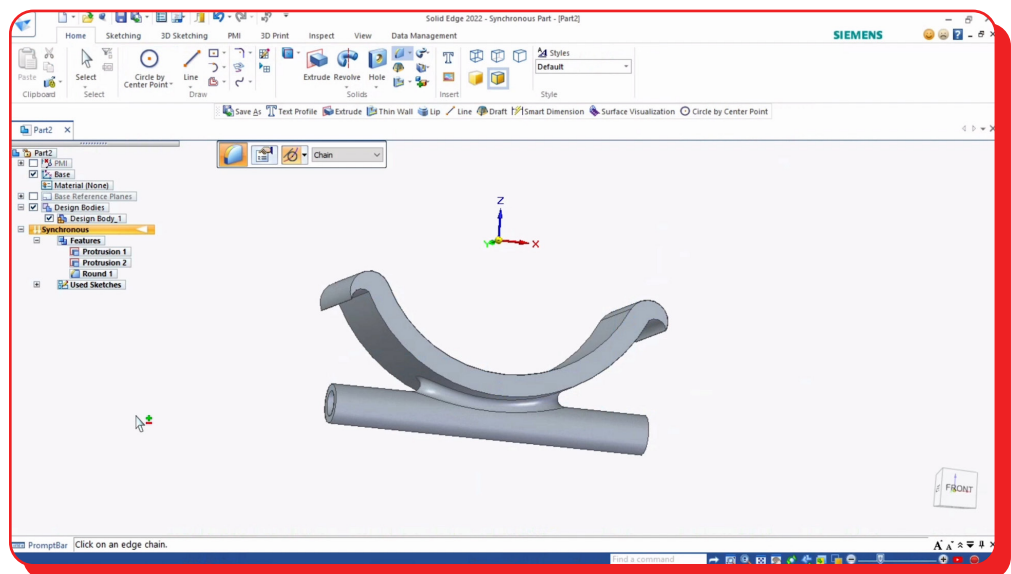 Solid Edge 2022 - Synchronous Part - [Part2]
Home Sketching 3D Sketching PMI 3D Print Inspect View Data Management SIEMENS
Paste Select Circle by Center Point Line Extrude Revolve Hole Styles Default
Clipboard Select Draw Solids Insert Style
Save As Text Profile Extrude Thin Wall Lip Line Draft Smart Dimension Surface Visualization Circle by Center Point
Part2
Part2
PMI
Base
Material (None)
Base Reference Planes
Design Bodies
Design Body_1
Synchronous
Features
Protrusion 1
Protrusion 2
Round 1
Used Sketches
Chain
Z
Y X
FRONT
PromptBar Click on an edge chain.
Find a command